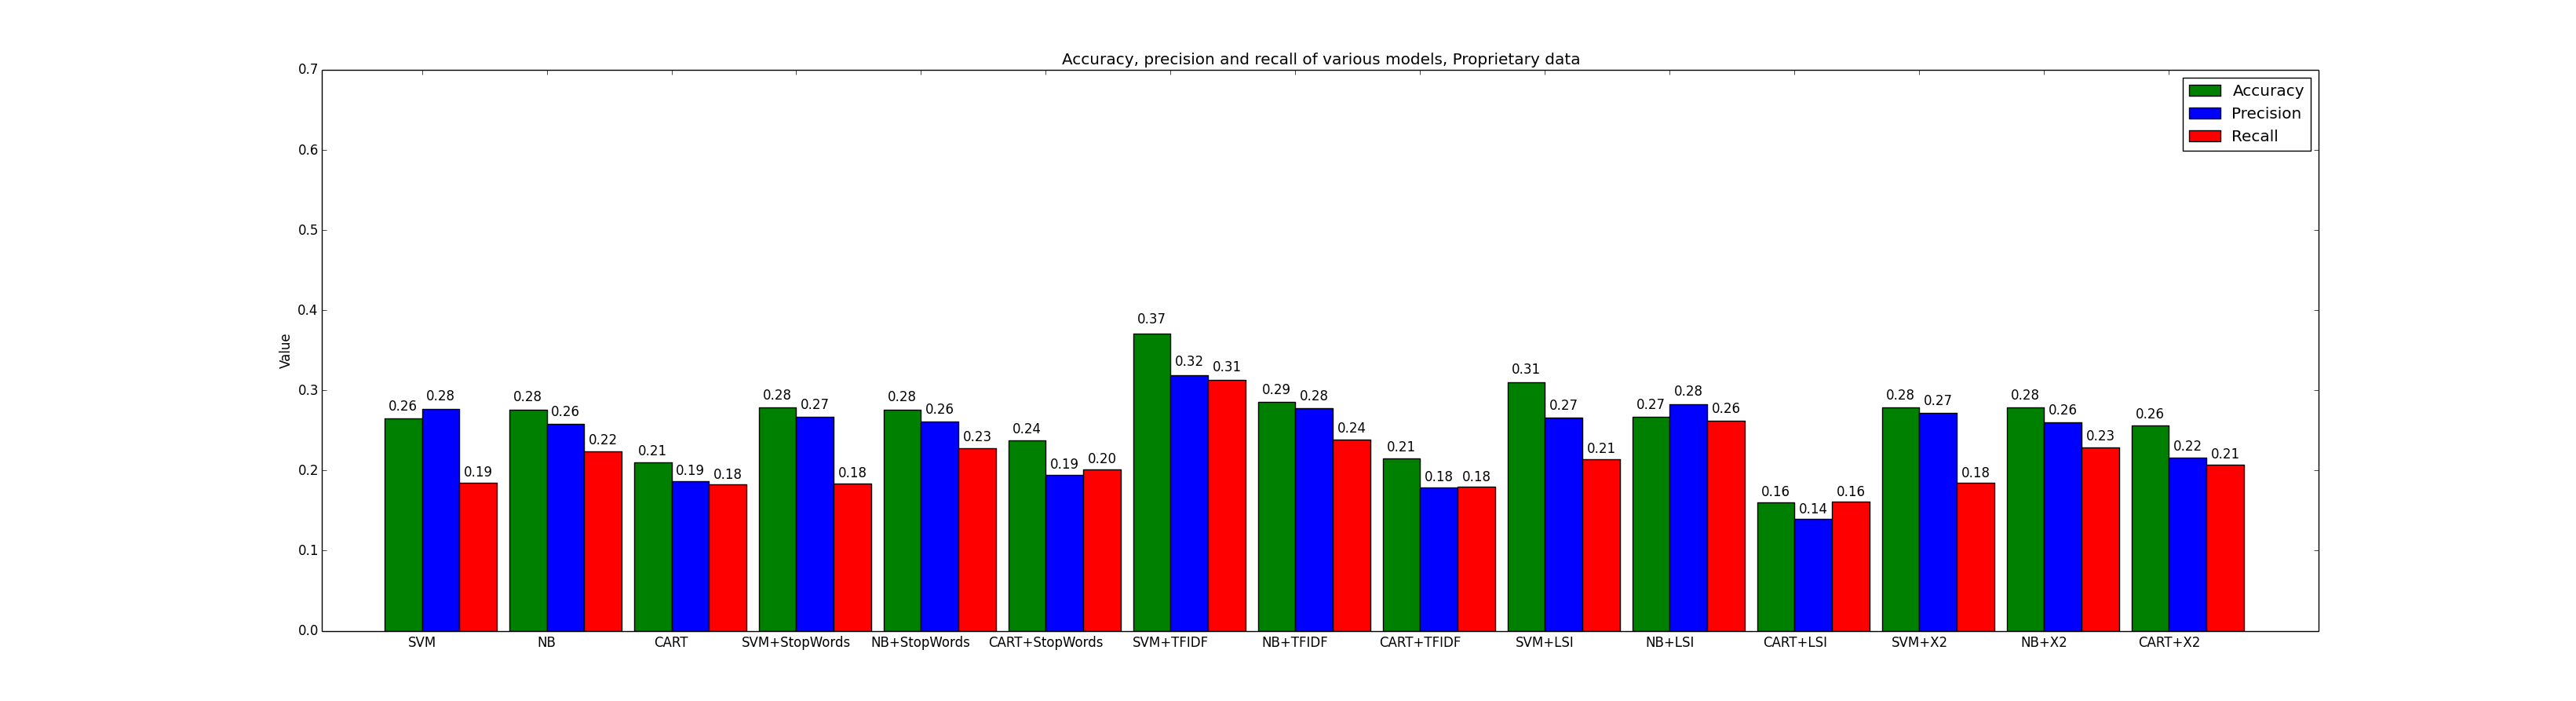 Accuracy, precision and recall of various models, Proprietary data
0.7
0.6
0.5
0.4
0.3
0.2
0.1
0.0
Value
Accuracy
Precision
Recall
0.26 0.28 0.19
0.28 0.26 0.22
0.21 0.19 0.18
0.28 0.27 0.18
0.28 0.26 0.23
0.24 0.19 0.20
0.37 0.32 0.31
0.29 0.28 0.24
0.21 0.18 0.18
0.31 0.27 0.21
0.27 0.28 0.26
0.16 0.14 0.16
0.28 0.27 0.18
0.28 0.26 0.23
0.26 0.22 0.21
SVM NB CART SVM+StopWords NB+StopWords CART+StopWords SVM+TFIDF NB+TFIDF CART+TFIDF SVM+LSI NB+LSI CART+LSI SVM+X2 NB+X2 CART+X2